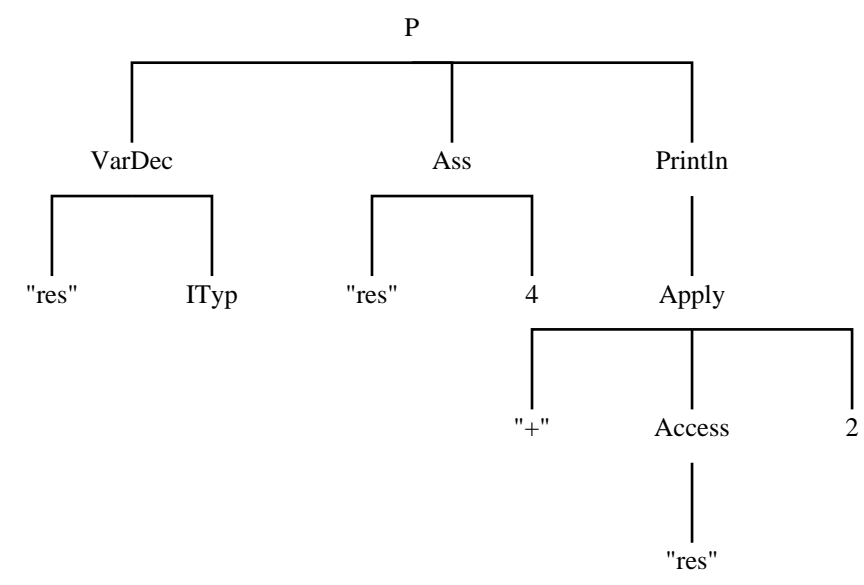 P
VarDec Ass Println
"res" ITyp "res" 4 Apply
"+" Access 2
"res"